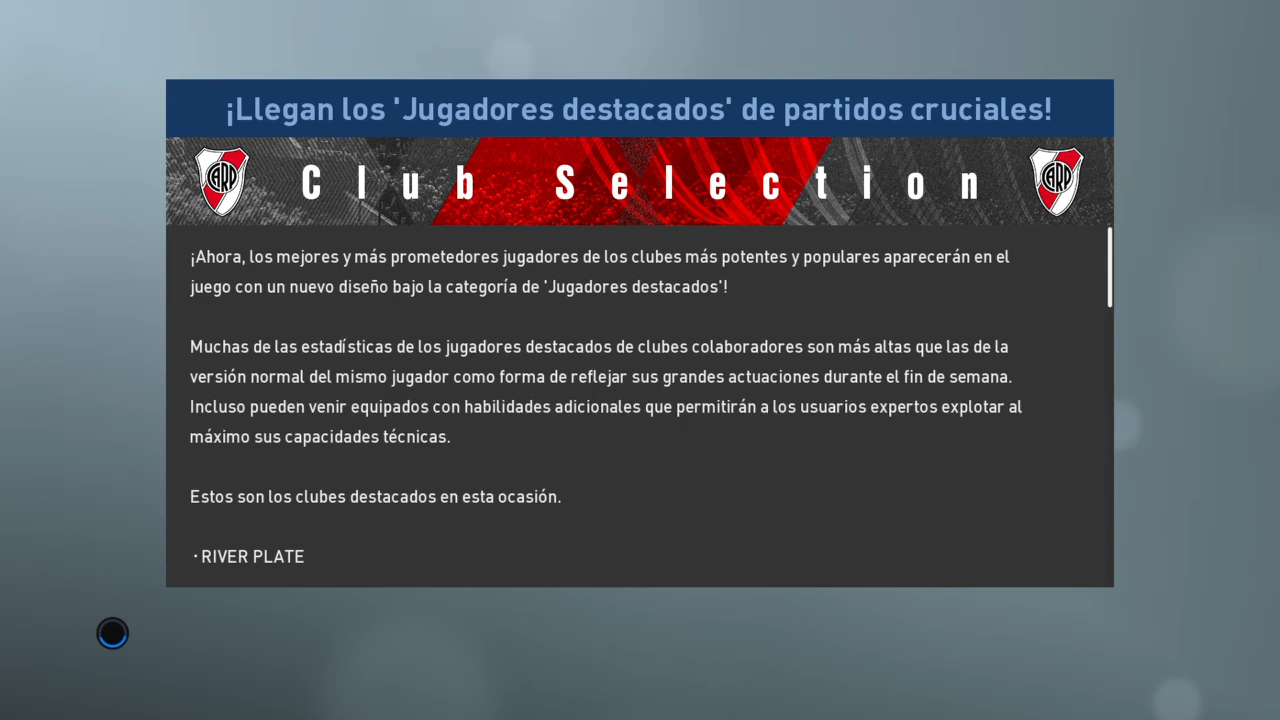 ¡Llegan los 'Jugadores destacados' de partidos cruciales!
CARP Club Selection CARP
¡Ahora, los mejores y más prometedores jugadores de los clubes más potentes y populares aparecerán en el
juego con un nuevo diseño bajo la categoría de 'Jugadores destacados'!
Muchas de las estadísticas de los jugadores destacados de clubes colaboradores son más altas que las de la
versión normal del mismo jugador como forma de reflejar sus grandes actuaciones durante el fin de semana.
Incluso pueden venir equipados con habilidades adicionales que permitirán a los usuarios expertos explotar al
máximo sus capacidades técnicas.
Estos son los clubes destacados en esta ocasión.
・RIVER PLATE